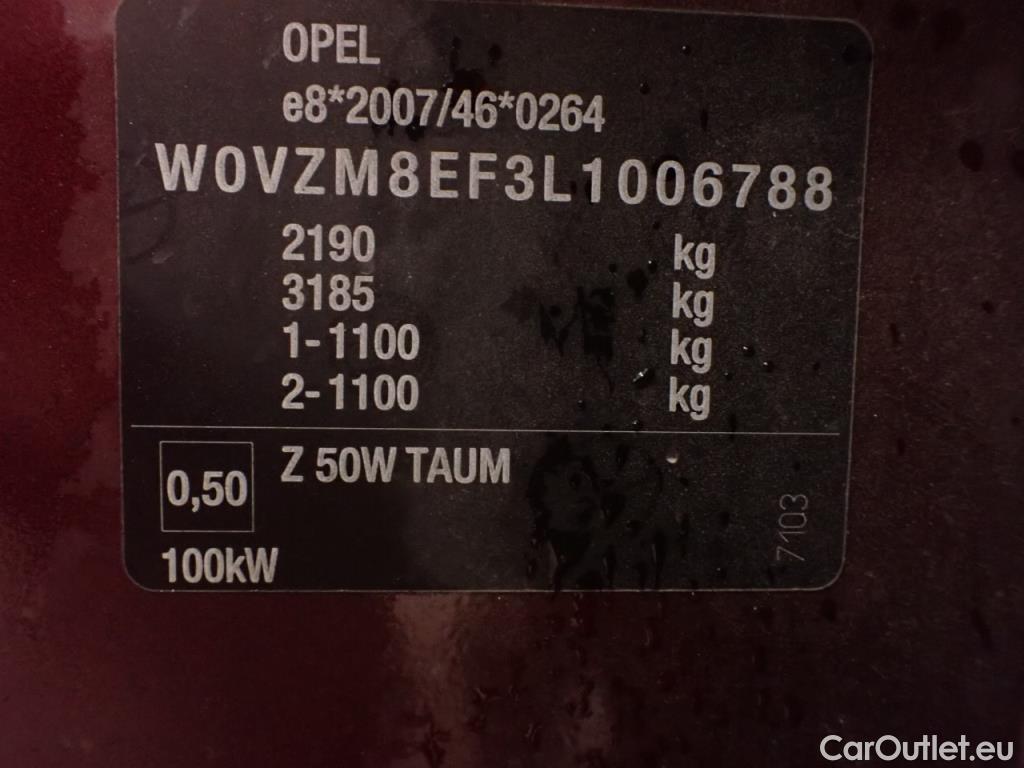 OPEL
e8*2007/46*0264
W0VZM8EF3L1006788
2190 kg
3185 kg
1-1100 kg
2-1100 kg
0,50 Z 50W TAUM
100kW
7103
CarOutlet.eu